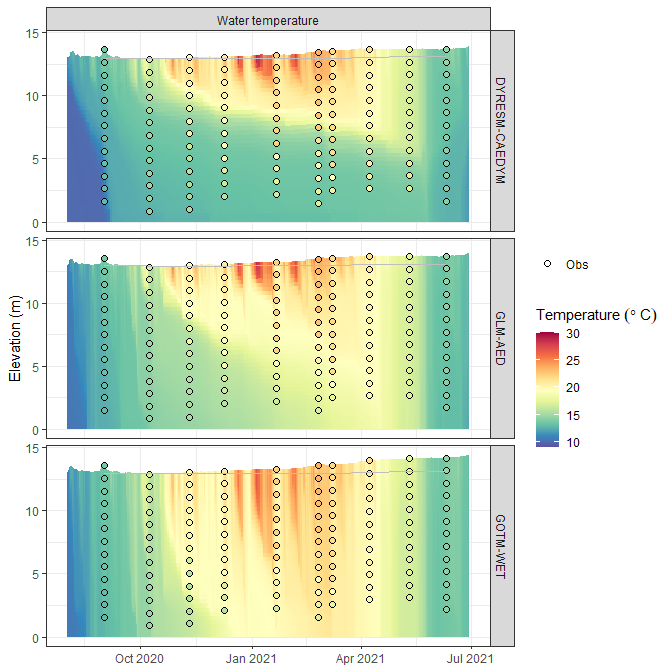 Water temperature
15
10
5
0
DYRESM-CAEDYM
15
10
5
0
GLM-AED
15
10
5
0
GOTM-WET
Elevation (m)
Oct 2020
Jan 2021
Apr 2021
Jul 2021
Obs
Temperature (° C)
30
25
20
15
10